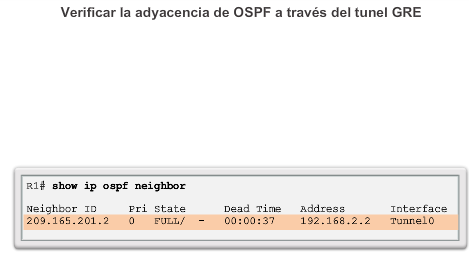 Verificar la adyacencia de OSPF a través del tunel GRE
R1# show ip ospf neighbor
Neighbor ID Pri State Dead Time Address Interface
209.165.201.2 0 FULL/ - 00:00:37 192.168.2.2 Tunnel0